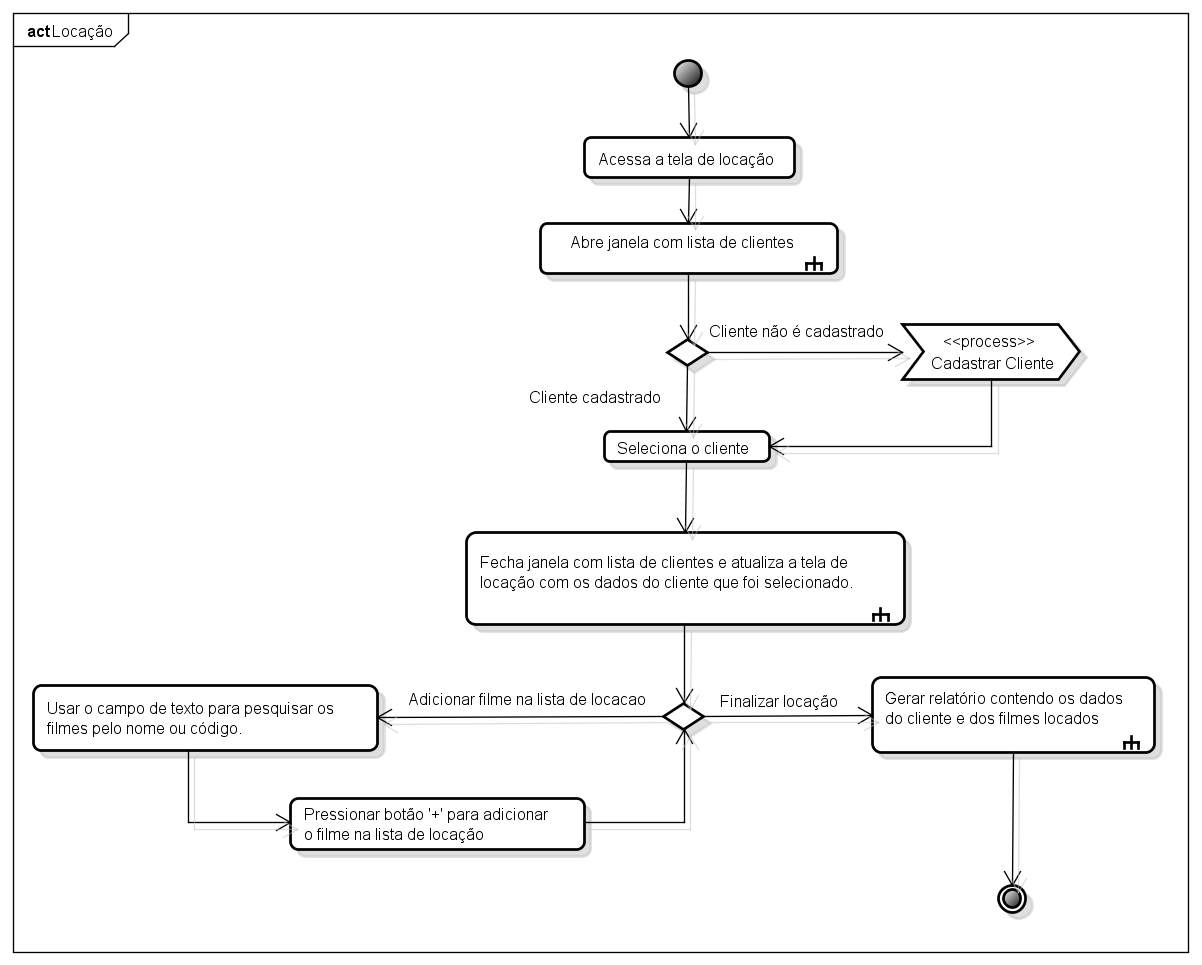 act Locação
Acessa a tela de locação
Abre janela com lista de clientes
Cliente não é cadastrado
<<process>>
Cadastrar Cliente
Cliente cadastrado
Seleciona o cliente
Fecha janela com lista de clientes e atualiza a tela de
locação com os dados do cliente que foi selecionado.
Adicionar filme na lista de locacao
Finalizar locação
Usar o campo de texto para pesquisar os
filmes pelo nome ou código.
Gerar relatório contendo os dados
do cliente e dos filmes locados
Pressionar botão '+' para adicionar
o filme na lista de locação